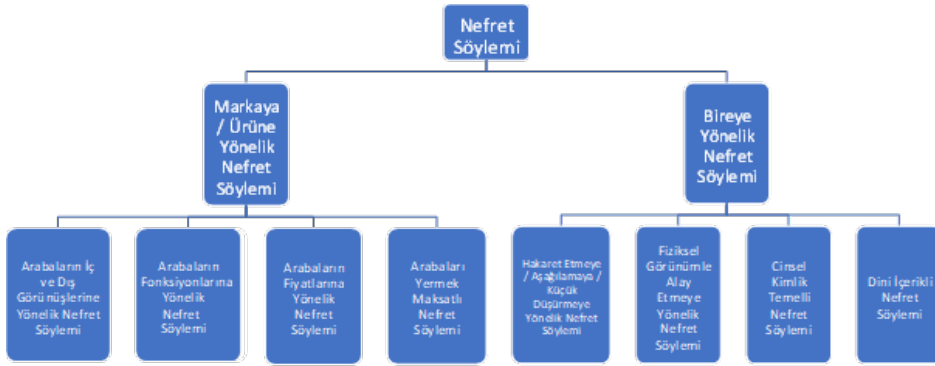 Nefret
Söylemi
Markaya
/ Ürüne
Yönelik
Nefret
Söylemi
Bireye
Yönelik
Nefret
Söylemi
Arabaların İç
ve Dış
Görünüşlerine
Yönelik Nefret
Söylemi
Arabaların
Fonksiyonlarına
Yönelik
Nefret
Söylemi
Arabaların
Fiyatlarına
Yönelik
Nefret
Söylemi
Arabaları
Yermek
Maksatlı
Nefret
Söylemi
Hakaret Etmeye
/ Aşağılamaya /
Küçük
Düşürmeye
Yönelik Nefret
Söylemi
Fiziksel
Görünümle
Alay
Etmeye
Yönelik
Nefret
Söylemi
Cinsel
Kimlik
Temelli
Nefret
Söylemi
Dini İçerikli
Nefret
Söylemi